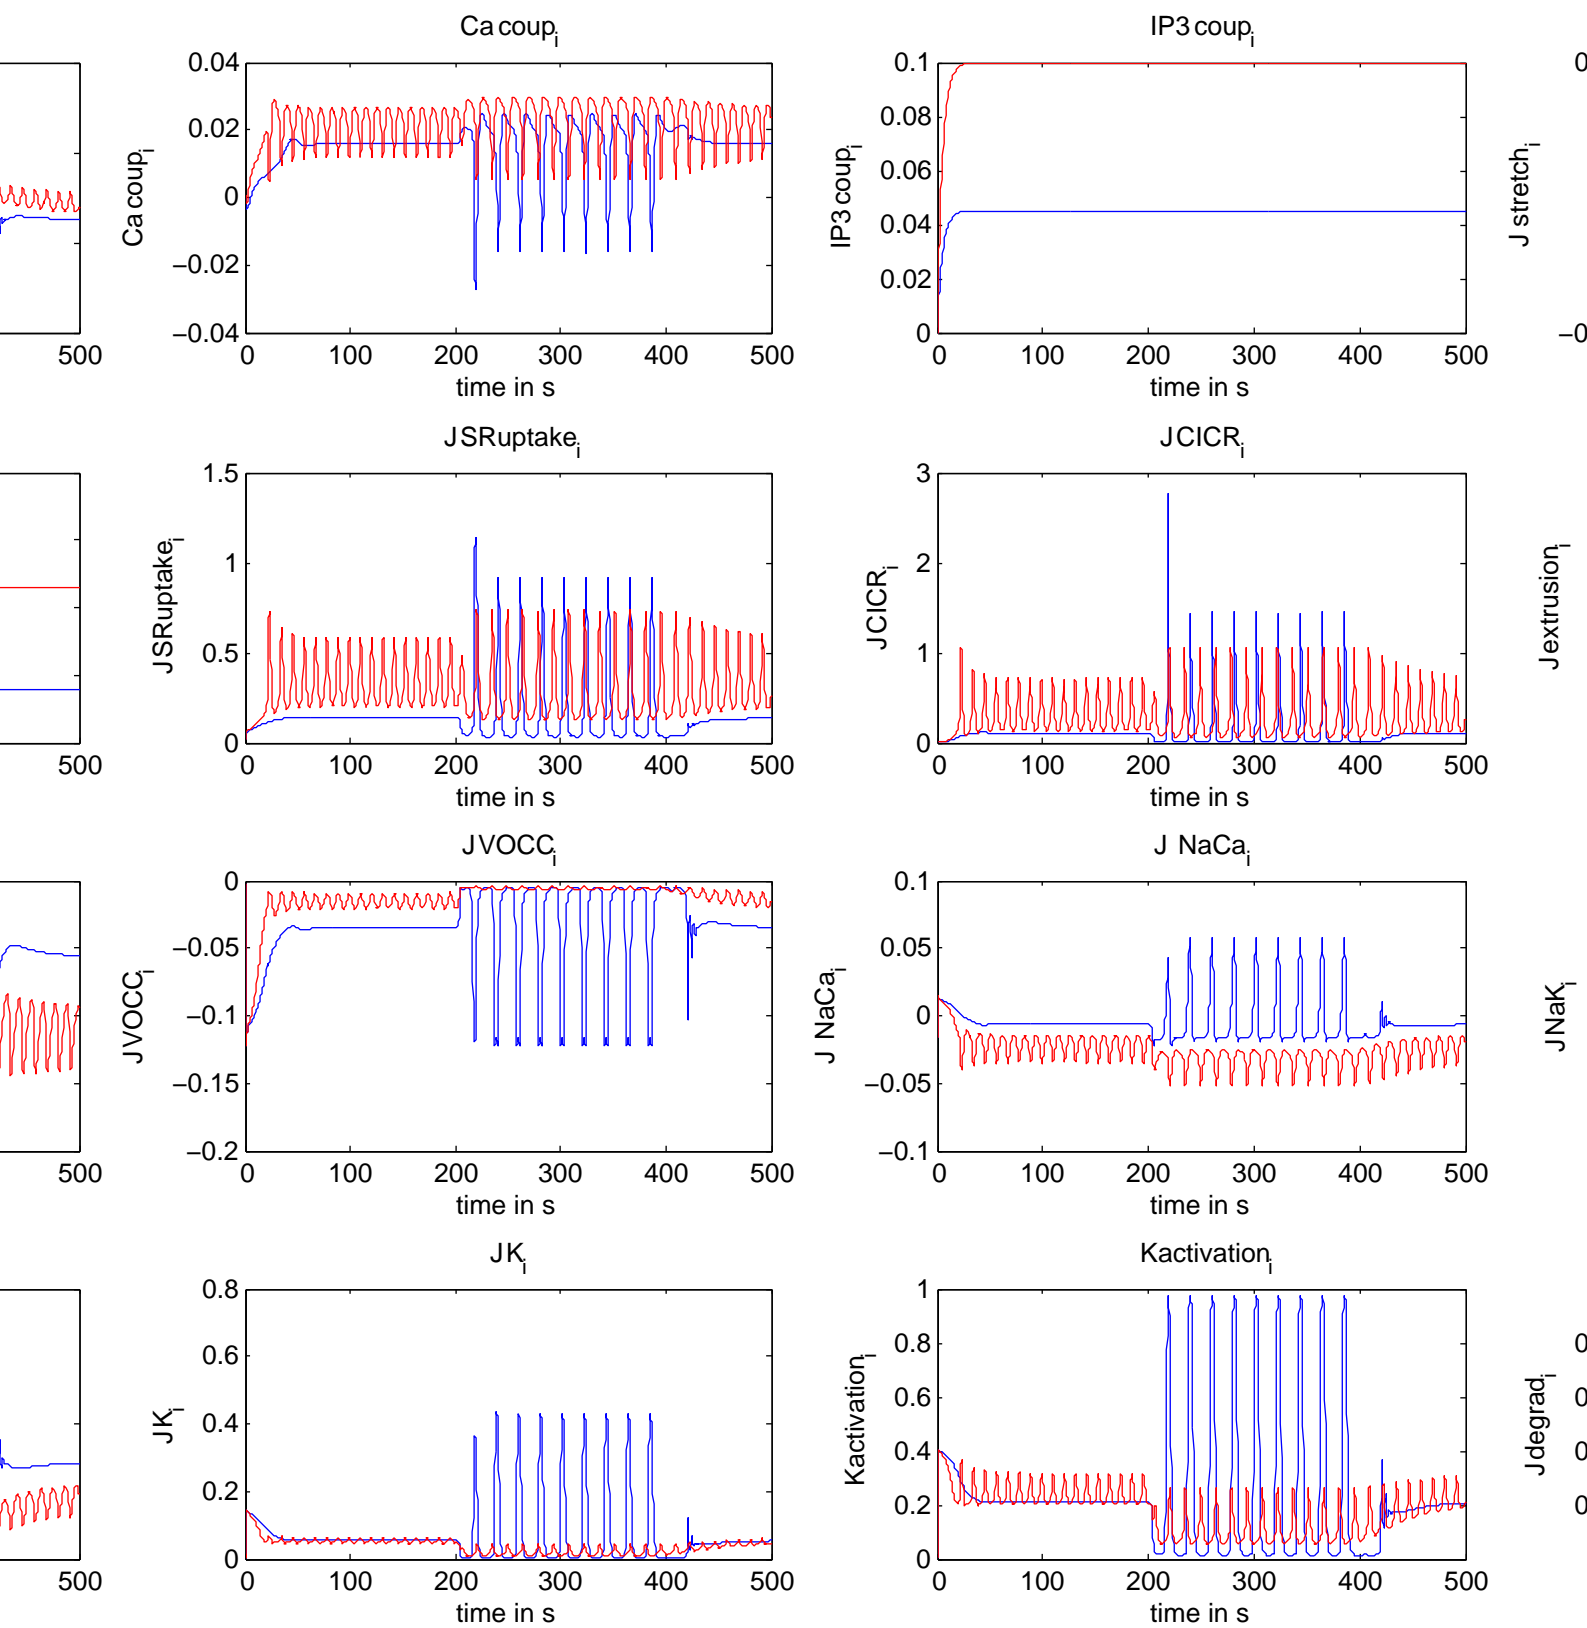 Ca coup_i
IP3 coup_i
0.04
0.02
0
−0.02
−0.04
Ca coup_i
0 100 200 300 400 500
time in s
0.1
0.08
0.06
0.04
0.02
0
IP3 coup_i
0 100 200 300 400 500
time in s
500
0
−0
J stretch_i
JSRuptake_i
JCICR_i
1.5
1
0.5
0
JSRuptake_i
0 100 200 300 400 500
time in s
3
2
1
0
JCICR_i
0 100 200 300 400 500
time in s
500
Jextrusion_i
JVOCC_i
J NaCa_i
0
−0.05
−0.1
−0.15
−0.2
JVOCC_i
0 100 200 300 400 500
time in s
0.1
0.05
0
−0.05
−0.1
J NaCa_i
0 100 200 300 400 500
time in s
500
JNaK_i
JK_i
Kactivation_i
0.8
0.6
0.4
0.2
0
JK_i
0 100 200 300 400 500
time in s
1
0.8
0.6
0.4
0.2
0
Kactivation_i
0 100 200 300 400 500
time in s
500
0
0
0
0
Jdegrad_i